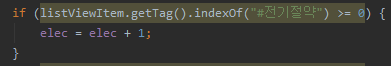 if (listViewItem.getTag().indexOf("#전기절약") >= 0) {
    elec = elec + 1;
}